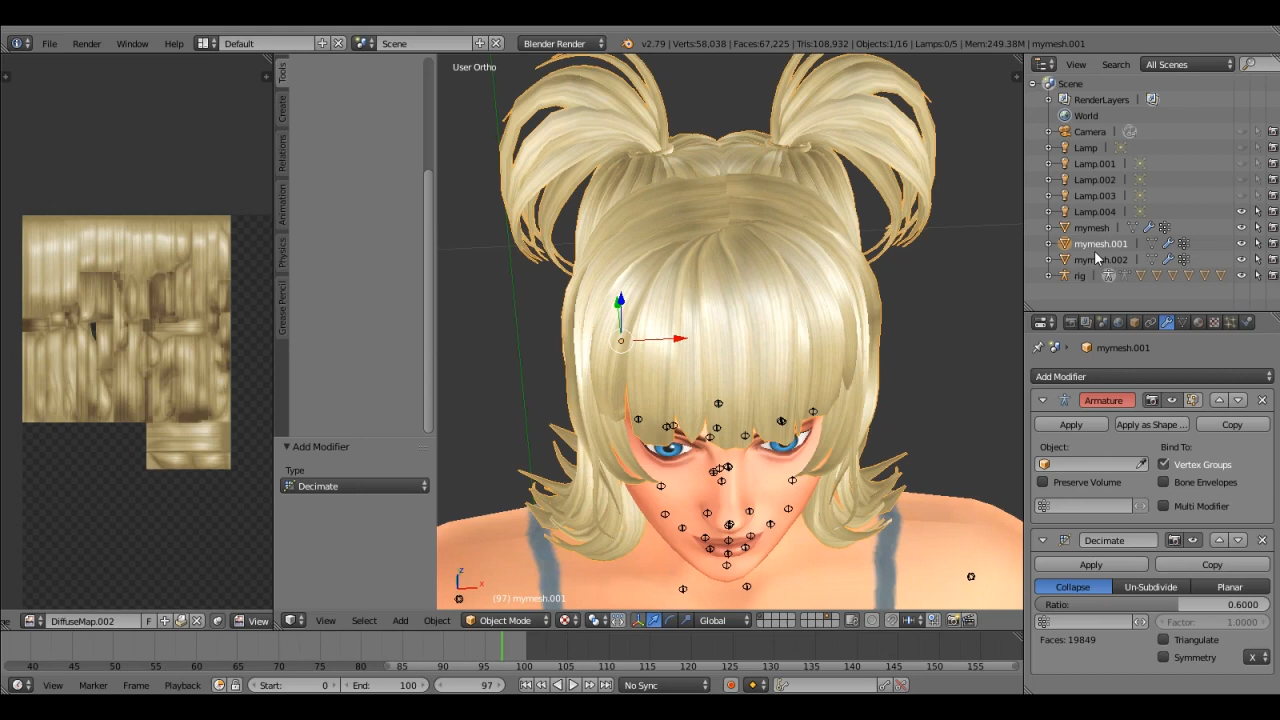 File Render Window Help Default Scene Blender Render v2.79 | Verts:58,038 | Faces:67,225 | Tris:108,932 | Objects:1/16 | Lamps:0/5 | Mem:249.38M | mymesh.001
User Ortho
Tools
Create
Relations
Animation
Physics
Grease Pencil
Add Modifier
Type
Decimate
(97) mymesh.001
z
x
View Search All Scenes
Scene
RenderLayers
World
Camera
Lamp
Lamp.001
Lamp.002
Lamp.003
Lamp.004
mymesh
mymesh.001
rig
mymesh.001
Add Modifier
Armature
Apply Apply as Shape ... Copy
Object: Bind To:
Vertex Groups
Preserve Volume Bone Envelopes
Multi Modifier
Decimate
Apply Copy
Collapse Un-Subdivide Planar
Ratio: 0.6000
Factor: 1.0000
Faces: 19849 Triangulate
Symmetry X
DiffuseMap.002 F View
View Select Add Object Object Mode Global
40 45 50 55 60 65 70 75 80 85 90 95 100 105 110 115 120 125 130 135 140 145 150 155
View Marker Frame Playback Start: 0 End: 100 97 No Sync